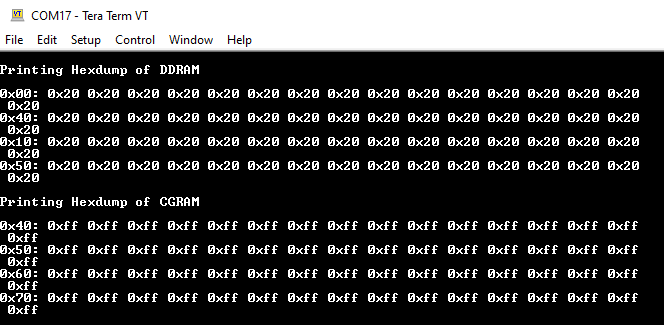 COM17 - Tera Term VT
File Edit Setup Control Window Help
Printing Hexdump of DDRAM
0x00: 0x20 0x20 0x20 0x20 0x20 0x20 0x20 0x20 0x20 0x20 0x20 0x20 0x20 0x20 0x20
0x20
0x40: 0x20 0x20 0x20 0x20 0x20 0x20 0x20 0x20 0x20 0x20 0x20 0x20 0x20 0x20 0x20
0x20
0x10: 0x20 0x20 0x20 0x20 0x20 0x20 0x20 0x20 0x20 0x20 0x20 0x20 0x20 0x20 0x20
0x20
0x50: 0x20 0x20 0x20 0x20 0x20 0x20 0x20 0x20 0x20 0x20 0x20 0x20 0x20 0x20 0x20
0x20
Printing Hexdump of CGRAM
0x40: 0xff 0xff 0xff 0xff 0xff 0xff 0xff 0xff 0xff 0xff 0xff 0xff 0xff 0xff 0xff
0xff
0x50: 0xff 0xff 0xff 0xff 0xff 0xff 0xff 0xff 0xff 0xff 0xff 0xff 0xff 0xff 0xff
0xff
0x60: 0xff 0xff 0xff 0xff 0xff 0xff 0xff 0xff 0xff 0xff 0xff 0xff 0xff 0xff 0xff
0xff
0x70: 0xff 0xff 0xff 0xff 0xff 0xff 0xff 0xff 0xff 0xff 0xff 0xff 0xff 0xff 0xff
0xff